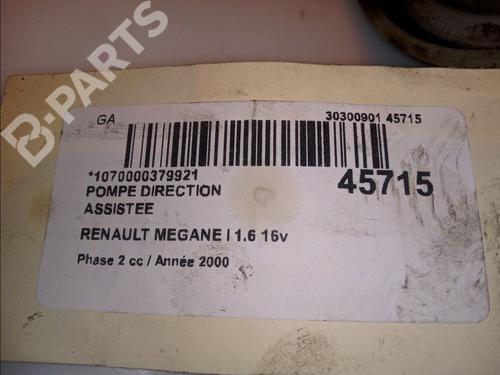 B-PARTS
GA
30300901 45715
*1070000379921
45715
POMPE DIRECTION
ASSISTEE
RENAULT MEGANE I 1.6 16v
Phase 2 cc / Année 2000